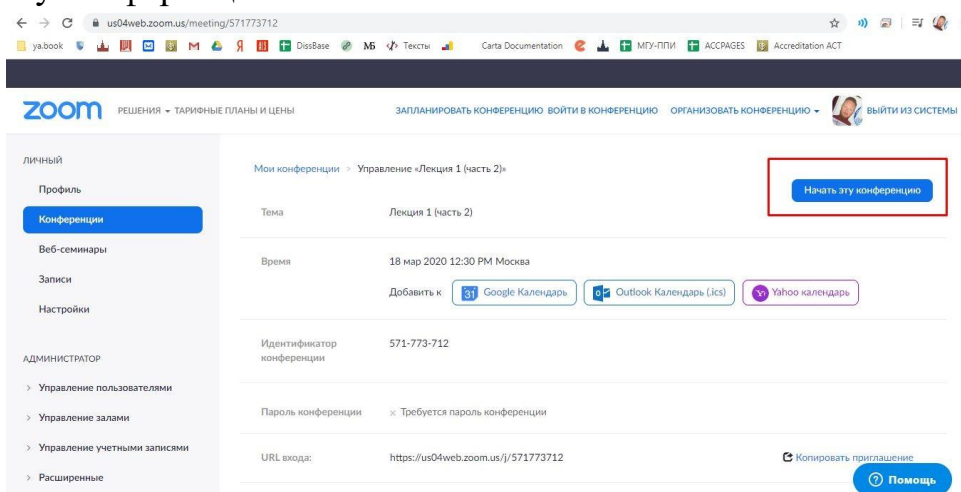 us04web.zoom.us/meeting/571773712
ya.book М DissBase МБ Тексты Carta Documentation МГУ-ППИ ACCPAGES Accreditation ACT
zoom РЕШЕНИЯ ТАРИФНЫЕ ПЛАНЫ И ЦЕНЫ ЗАПЛАНИРОВАТЬ КОНФЕРЕНЦИЮ ВОЙТИ В КОНФЕРЕНЦИЮ ОРГАНИЗОВАТЬ КОНФЕРЕНЦИЮ ВЫЙТИ ИЗ СИСТЕМЫ
ЛИЧНЫЙ
Профиль
Конференции
Веб-семинары
Записи
Настройки
АДМИНИСТРАТОР
> Управление пользователями
> Управление залами
> Управление учетными записями
> Расширенные
Мои конференции > Управление «Лекция 1 (часть 2)»
Начать эту конференцию
Тема Лекция 1 (часть 2)
Время 18 мар 2020 12:30 PM Москва
Добавить к 31 Google Календарь Outlook Календарь (.ics) Yahoo календарь
Идентификатор конференции 571-773-712
Пароль конференции × Требуется пароль конференции
URL входа: https://us04web.zoom.us/j/571773712 Копировать приглашение
? Помощь